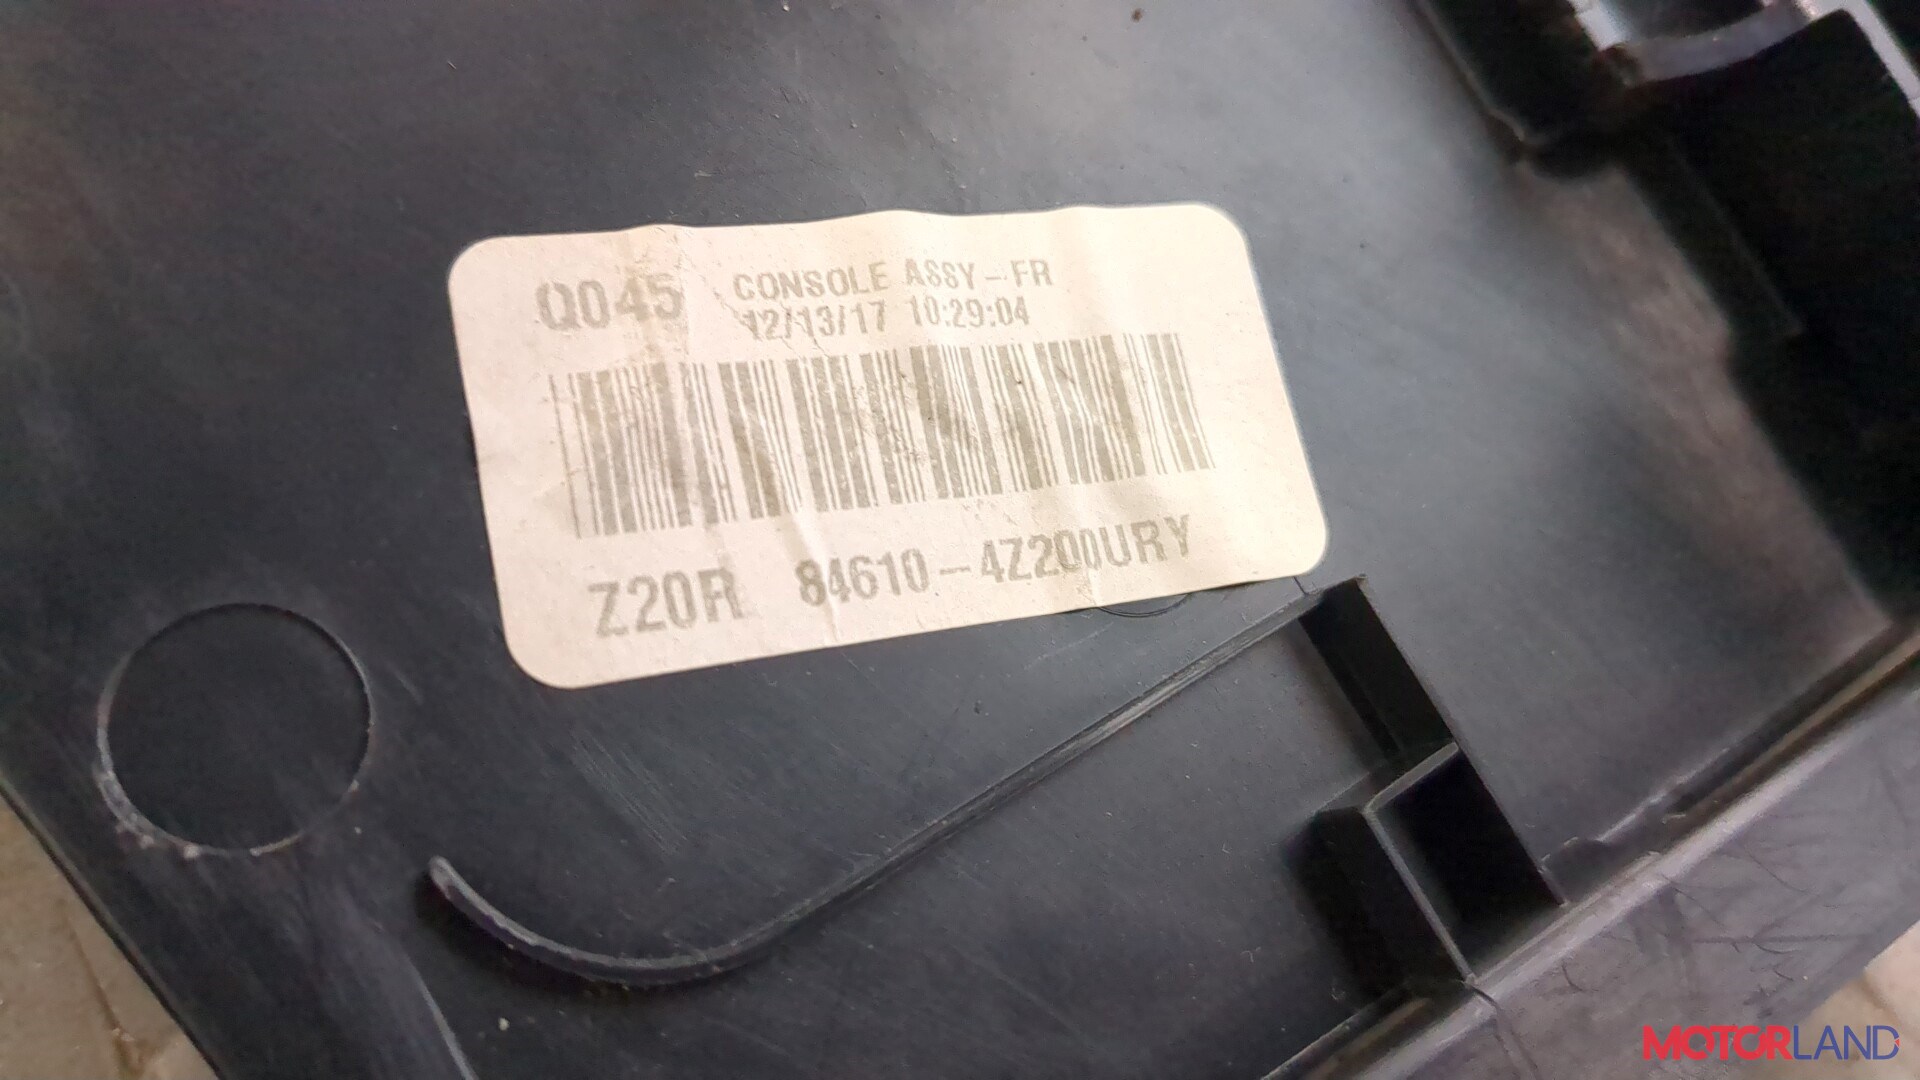 Q045 CONSOLE ASSY-FR
12/13/17 10:29:04
Z20R 84610-4Z200URY
MOTORLAND